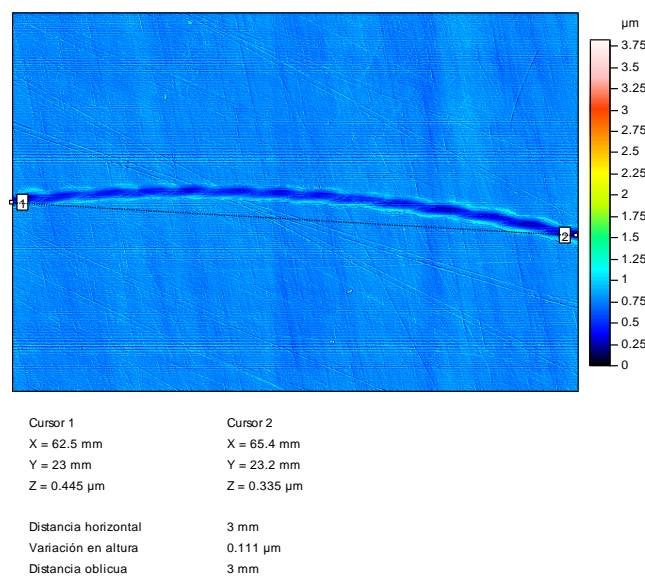 µm
3.75
3.5
3.25
3
2.75
2.5
2.25
2
1.75
1.5
1.25
1
0.75
0.5
0.25
0
1
2
Cursor 1 Cursor 2
X = 62.5 mm X = 65.4 mm
Y = 23 mm Y = 23.2 mm
Z = 0.445 µm Z = 0.335 µm
Distancia horizontal 3 mm
Variación en altura 0.111 µm
Distancia oblicua 3 mm